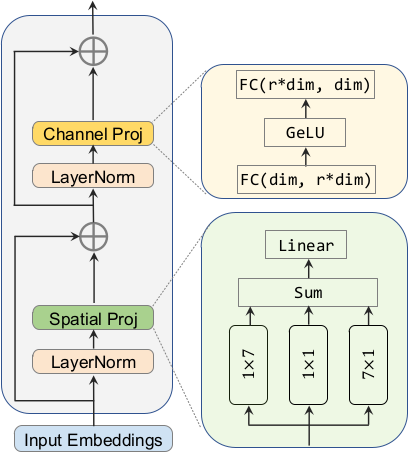 Channel Proj
LayerNorm
Spatial Proj
LayerNorm
Input Embeddings
FC(r*dim, dim)
GeLU
FC(dim, r*dim)
Linear
Sum
1×7
1×1
7×1